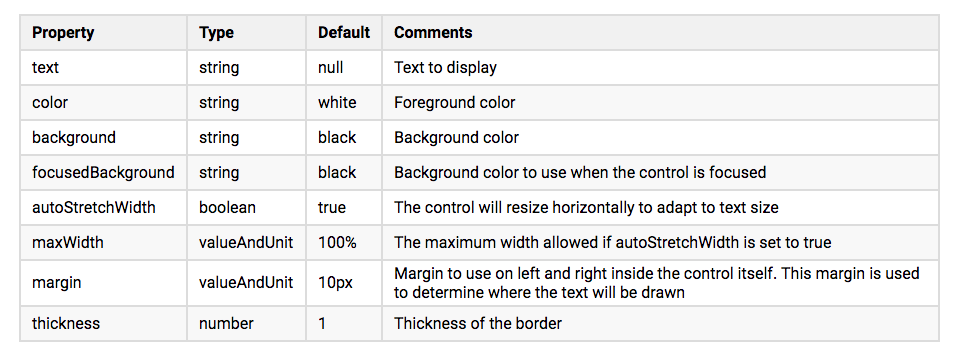 Property Type Default Comments
text string null Text to display
color string white Foreground color
background string black Background color
focusedBackground string black Background color to use when the control is focused
autoStretchWidth boolean true The control will resize horizontally to adapt to text size
maxWidth valueAndUnit 100% The maximum width allowed if autoStretchWidth is set to true
margin valueAndUnit 10px Margin to use on left and right inside the control itself. This margin is used
to determine where the text will be drawn
thickness number 1 Thickness of the border